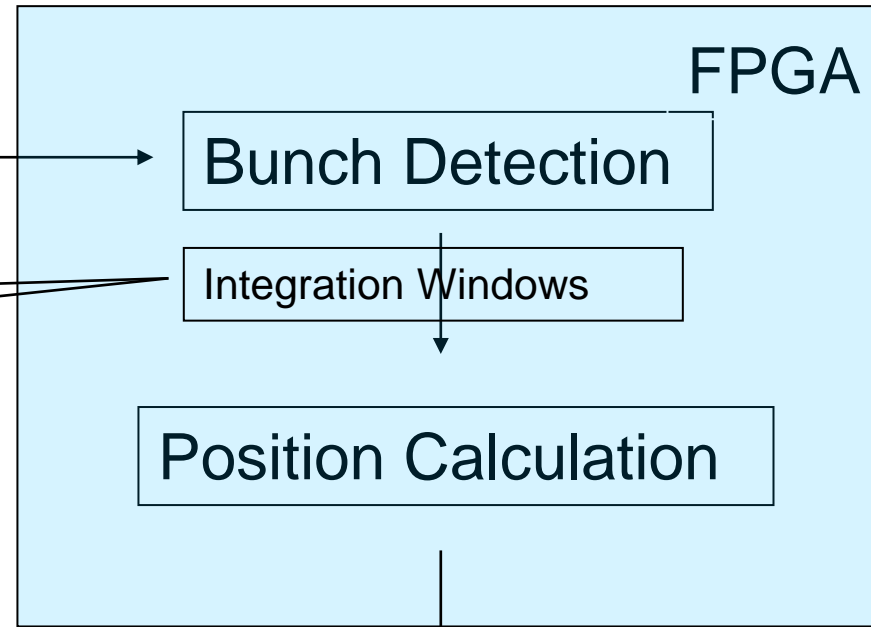 FPGA
Bunch Detection
Integration Windows
Position Calculation